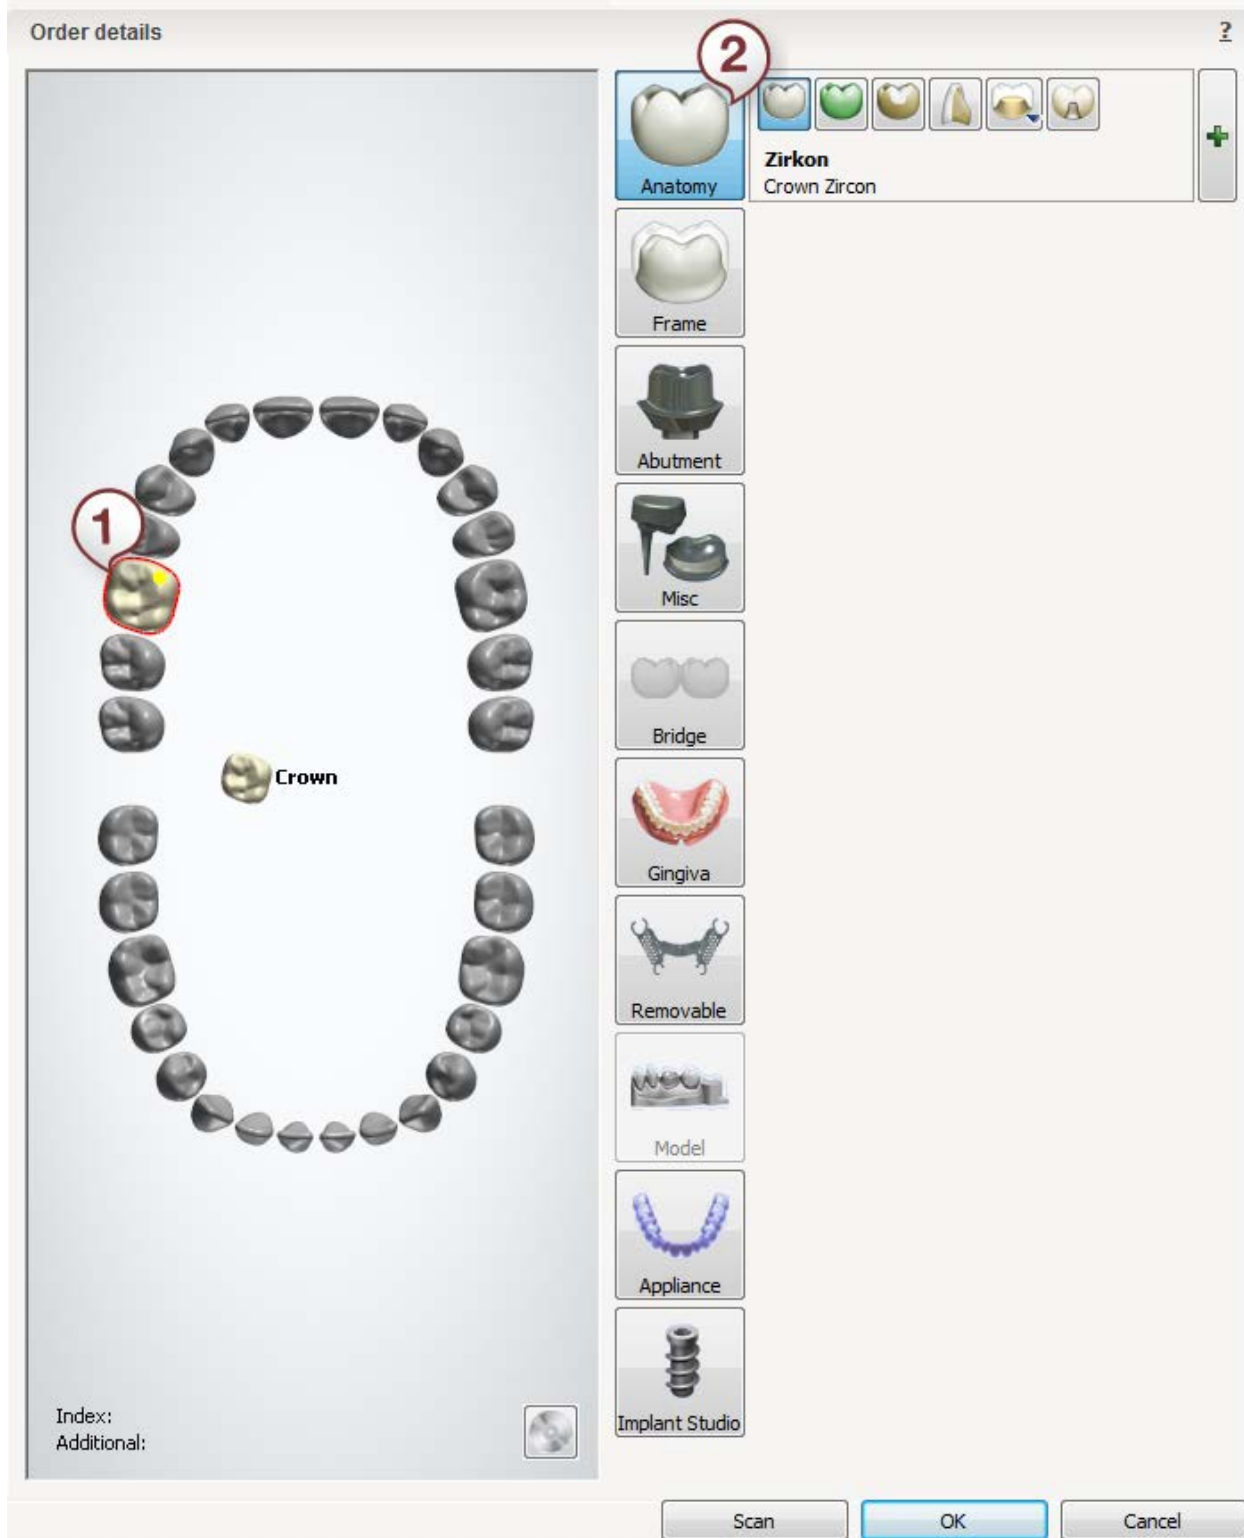 Order details
?
1
Crown
Index:
Additional:
2
Anatomy
Zirkon
Crown Zircon
Frame
Abutment
Misc
Bridge
Gingiva
Removable
Model
Appliance
Implant Studio
Scan
OK
Cancel